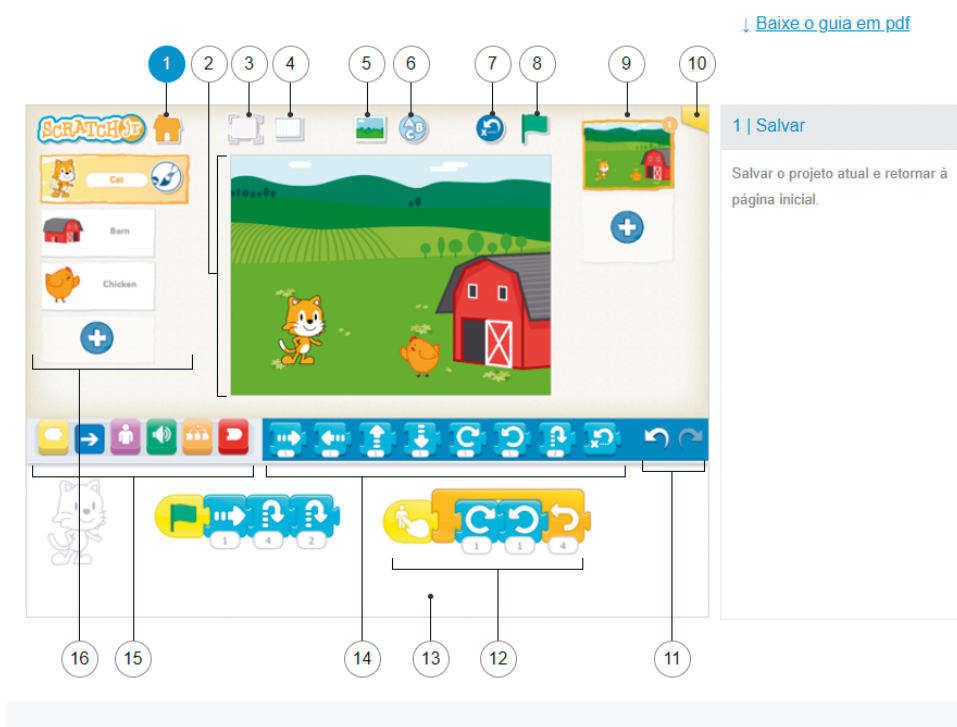 ↓ Baixe o guia em pdf
1 2 3 4 5 6 7 8 9 10
SCRATCHJR
A B C
1
1 | Salvar
Salvar o projeto atual e retornar à
página inicial.
Cat
Barn
Chicken
1 4 2
1 1 4
16 15 14 13 12 11